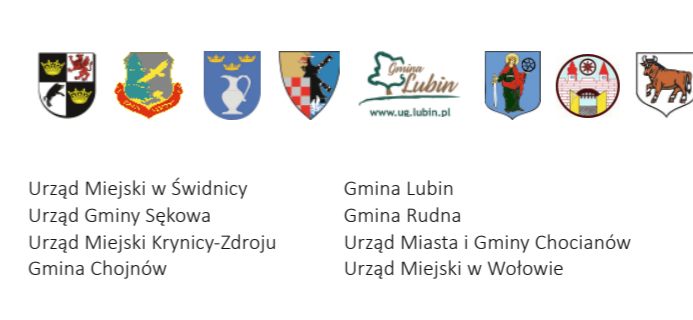 Gmina
Lubin
www.ug.lubin.pl
Urząd Miejski w Świdnicy
Urząd Gminy Sękowa
Urząd Miejski Krynicy-Zdroju
Gmina Chojnów
Gmina Lubin
Gmina Rudna
Urząd Miasta i Gminy Chocianów
Urząd Miejski w Wołowie